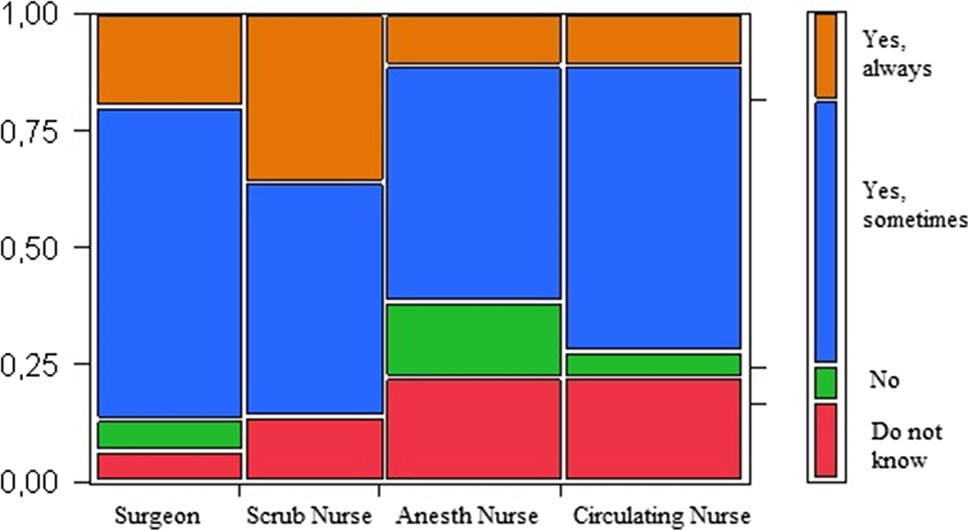 1,00
0,75
0,50
0,25
0,00
Surgeon Scrub Nurse Anesth Nurse Circulating Nurse
Yes,
always
Yes,
sometimes
No
Do not
know